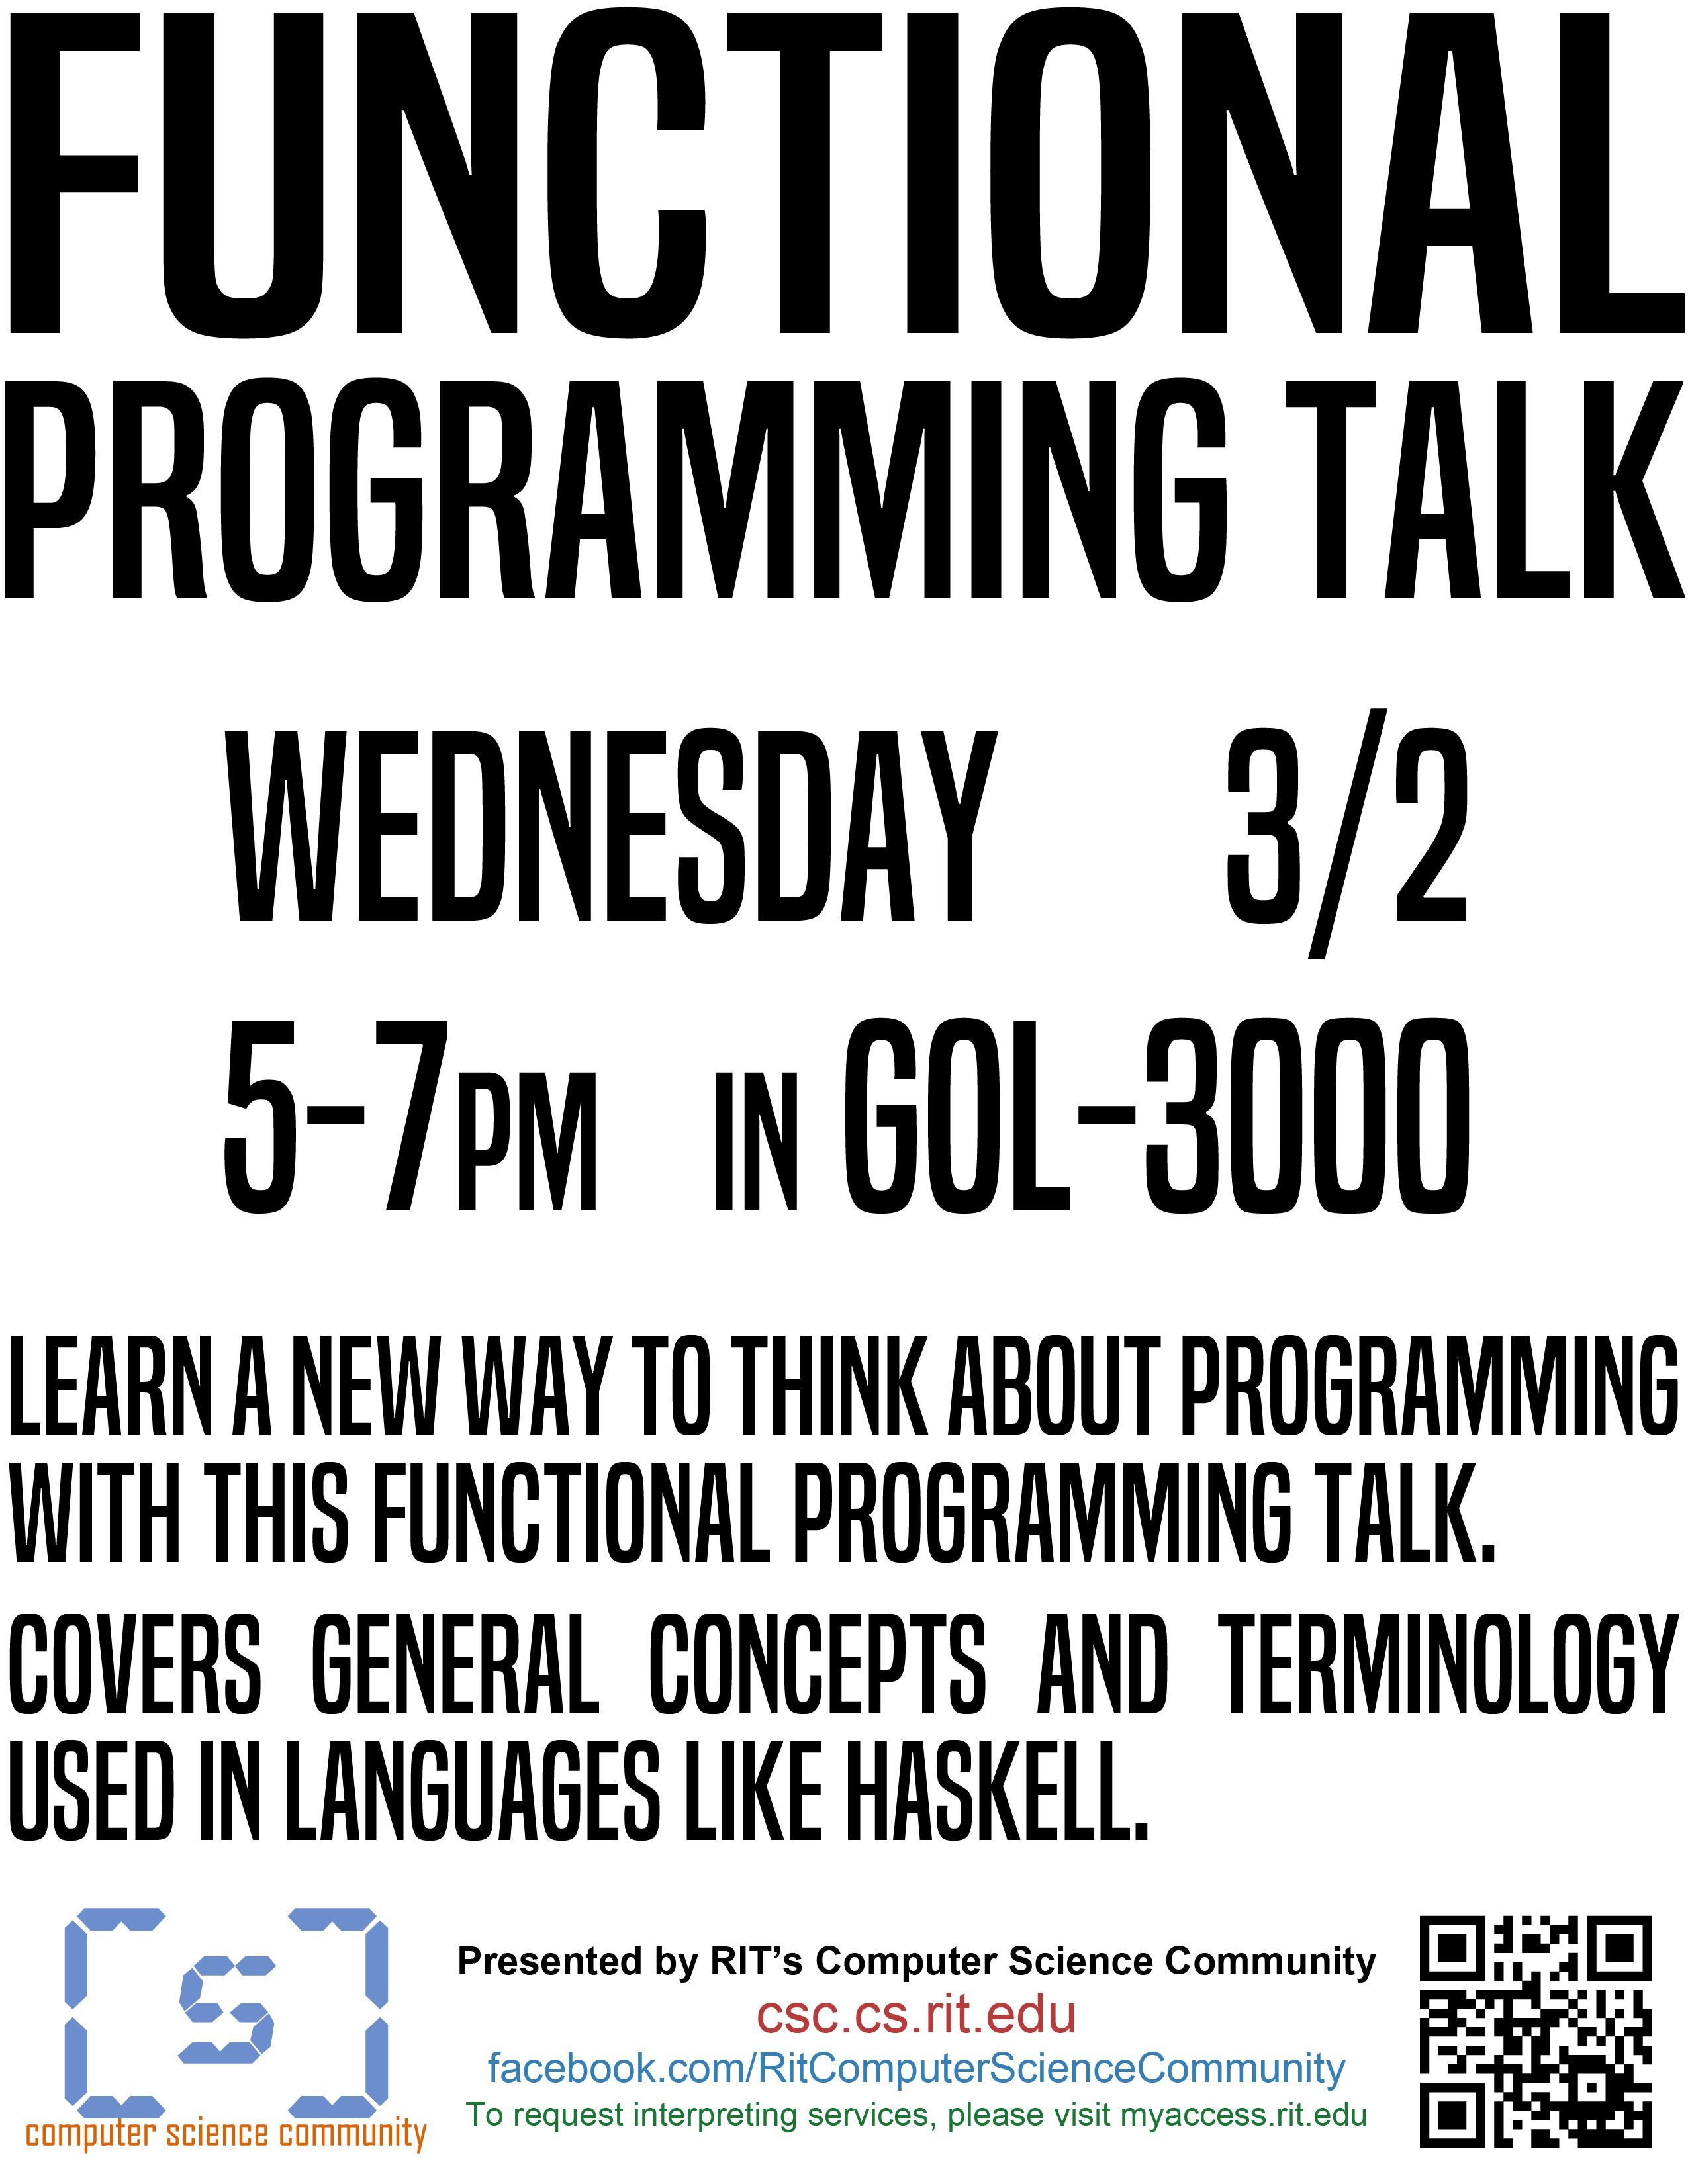 FUNCTIONAL
PROGRAMMING TALK
WEDNESDAY 3/2
5-7PM IN GOL-3000
LEARN A NEW WAY TO THINK ABOUT PROGRAMMING
WITH THIS FUNCTIONAL PROGRAMMING TALK.
COVERS GENERAL CONCEPTS AND TERMINOLOGY
USED IN LANGUAGES LIKE HASKELL.
[S]
computer science community
Presented by RIT’s Computer Science Community
csc.cs.rit.edu
facebook.com/RitComputerScienceCommunity
To request interpreting services, please visit myaccess.rit.edu